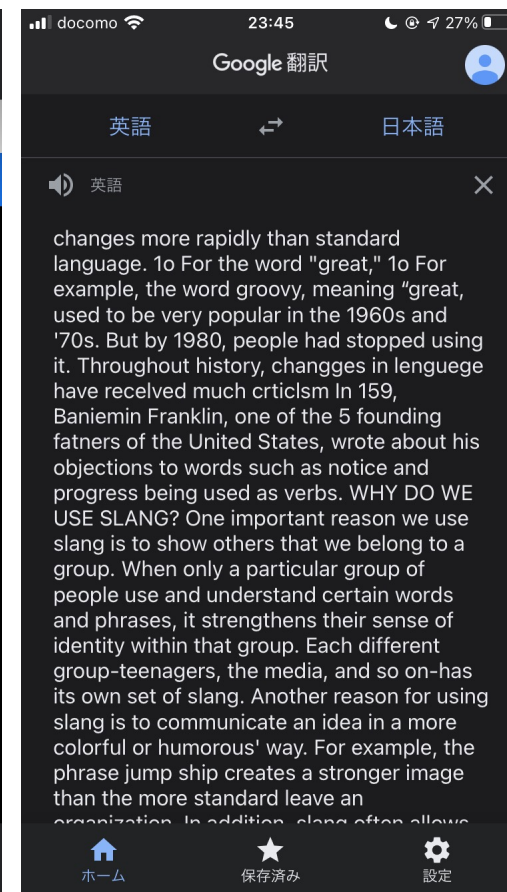 docomo 23:45 27%
Google 翻訳
英語 日本語
英語
changes more rapidly than standard
language. 1o For the word "great," 1o For
example, the word groovy, meaning “great,
used to be very popular in the 1960s and
'70s. But by 1980, people had stopped using
it. Throughout history, changges in lenguege
have recelved much crticlsm In 159,
Baniemin Franklin, one of the 5 founding
fatners of the United States, wrote about his
objections to words such as notice and
progress being used as verbs. WHY DO WE
USE SLANG? One important reason we use
slang is to show others that we belong to a
group. When only a particular group of
people use and understand certain words
and phrases, it strengthens their sense of
identity within that group. Each different
group-teenagers, the media, and so on-has
its own set of slang. Another reason for using
slang is to communicate an idea in a more
colorful or humorous' way. For example, the
phrase jump ship creates a stronger image
than the more standard leave an
organization. In addition, slang often allows
ホーム 保存済み 設定